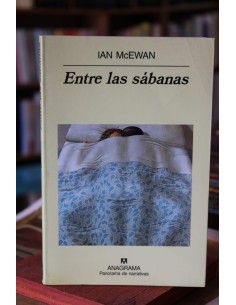 IAN McEWAN
Entre las sábanas
ANAGRAMA
Panorama de narrativas